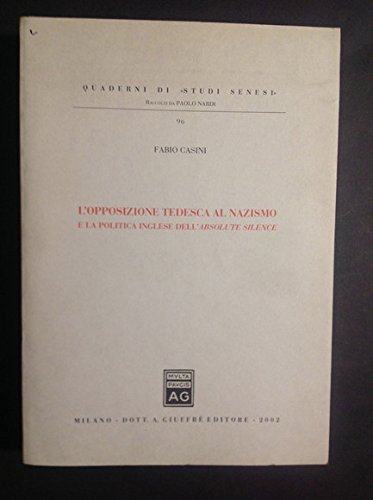 QUADERNI DI «STUDI SENESI»
RACCOLTI DA PAOLO NARDI
96
FABIO CASINI
L'OPPOSIZIONE TEDESCA AL NAZISMO
E LA POLITICA INGLESE DELL'ABSOLUTE SILENCE
MVLTA
PAVCIS
AG
MILANO - DOTT. A. GIUFFRÈ EDITORE - 2002